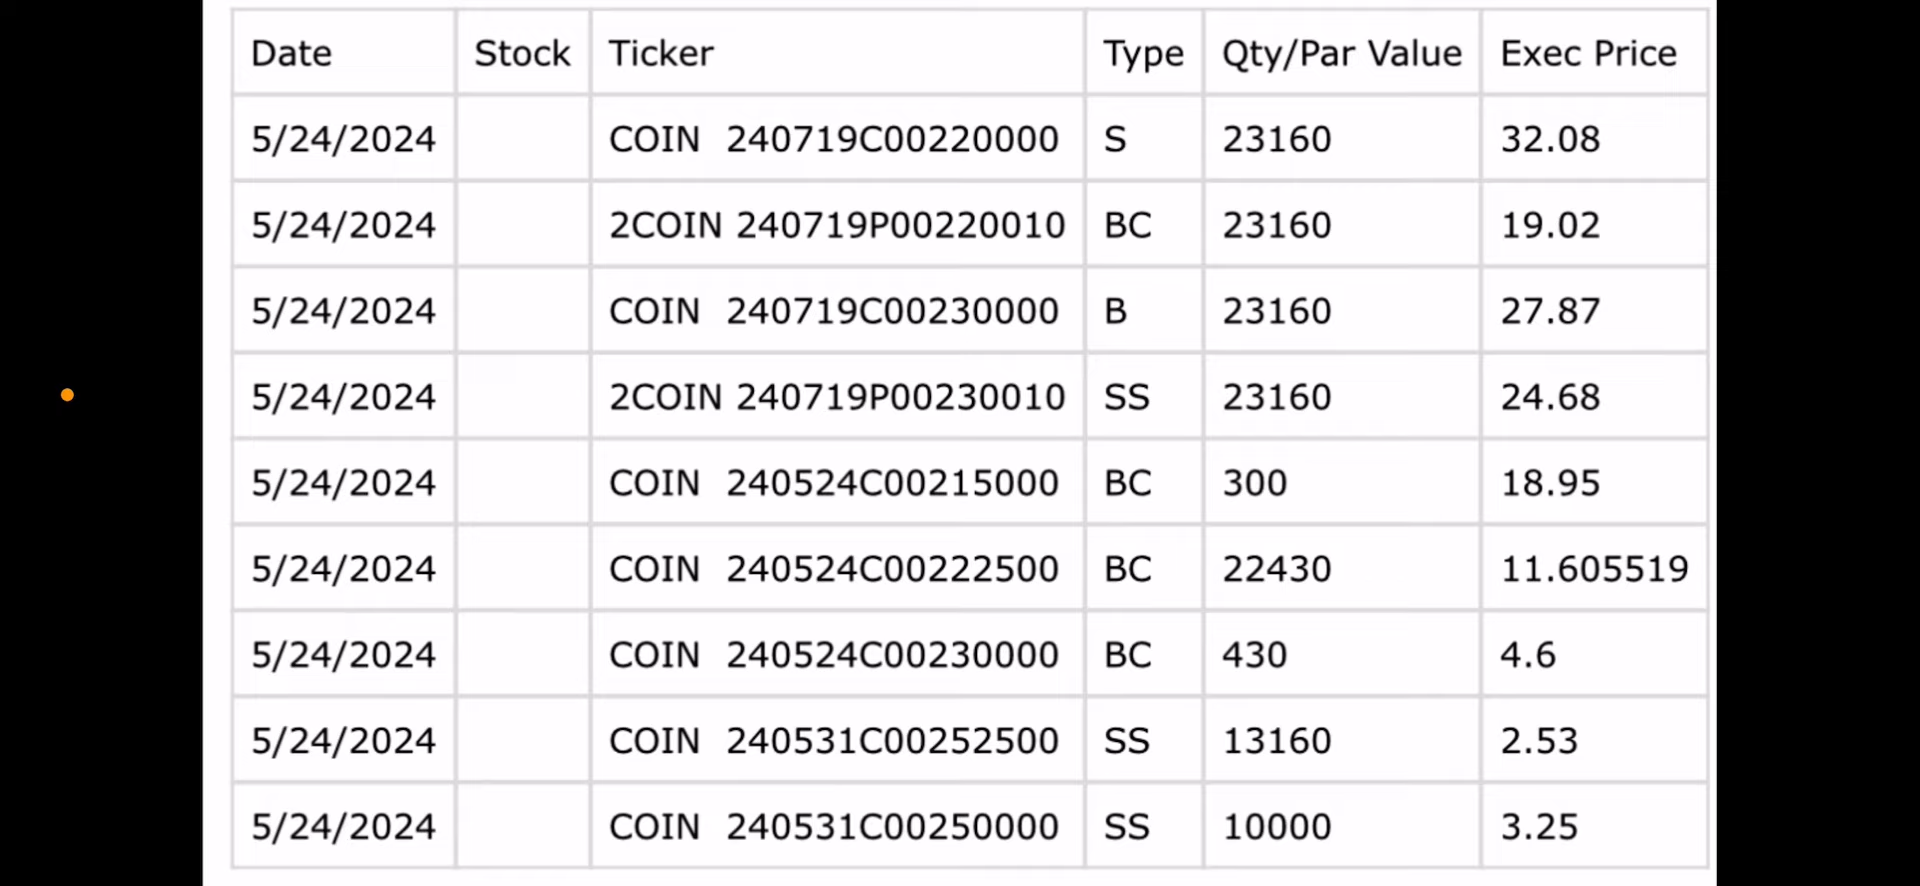 Date Stock Ticker Type Qty/Par Value Exec Price
5/24/2024 COIN 240719C00220000 S 23160 32.08
5/24/2024 2COIN 240719P00220010 BC 23160 19.02
5/24/2024 COIN 240719C00230000 B 23160 27.87
5/24/2024 2COIN 240719P00230010 SS 23160 24.68
5/24/2024 COIN 240524C00215000 BC 300 18.95
5/24/2024 COIN 240524C00222500 BC 22430 11.605519
5/24/2024 COIN 240524C00230000 BC 430 4.6
5/24/2024 COIN 240531C00252500 SS 13160 2.53
5/24/2024 COIN 240531C00250000 SS 10000 3.25